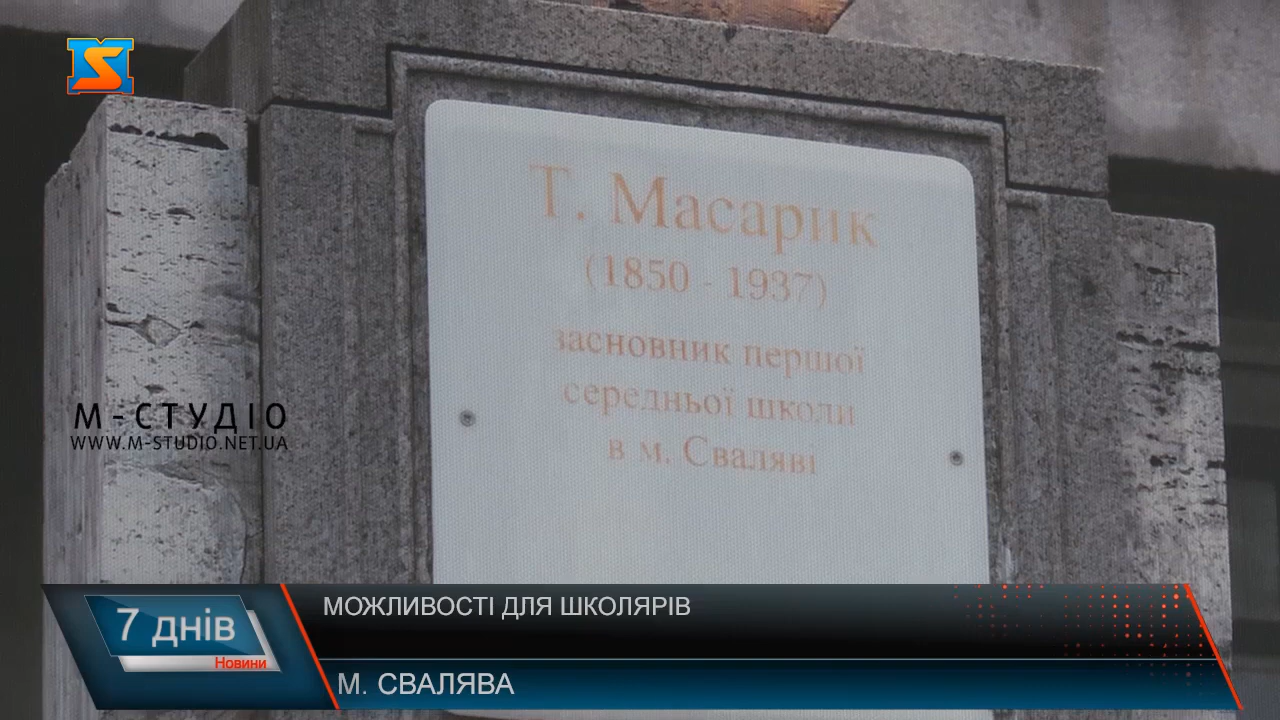 Т. Масарик
(1850 - 1937)
засновник першої
середньої школи
в м. Сваляві
М-СТУДІО
WWW.M-STUDIO.NET.UA
7 днів
Новини
МОЖЛИВОСТІ ДЛЯ ШКОЛЯРІВ
М. СВАЛЯВА